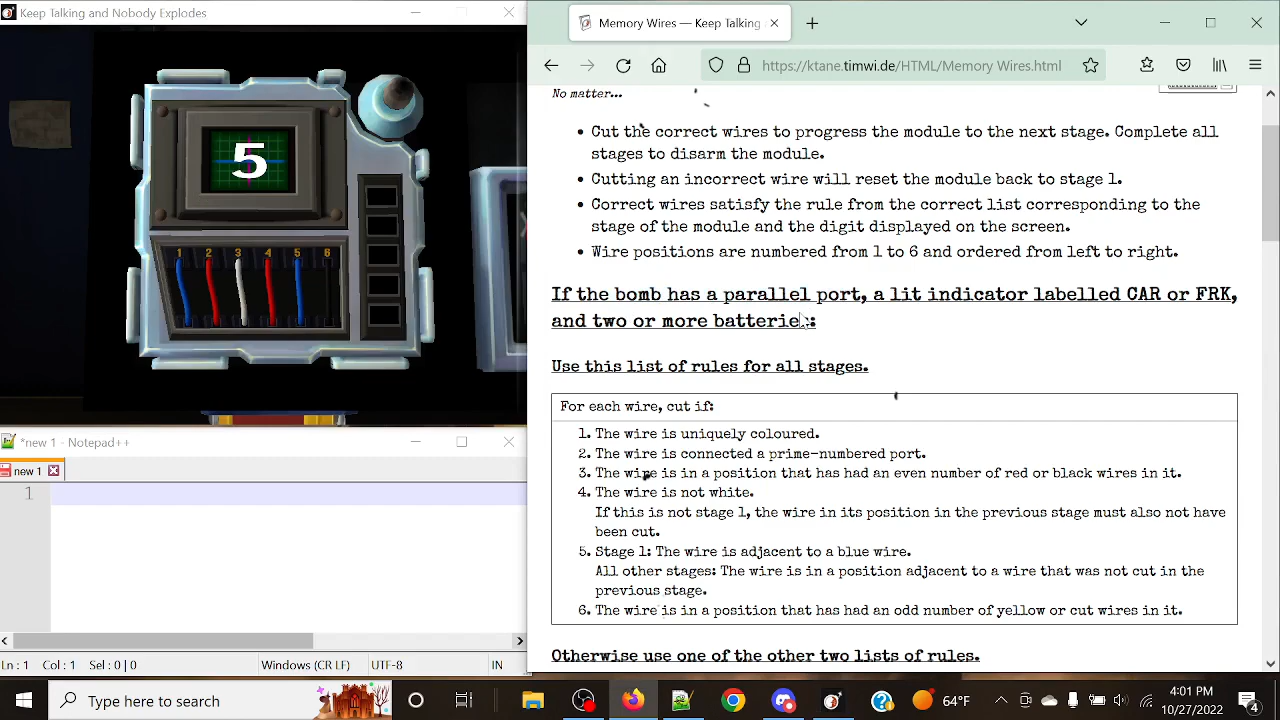 Keep Talking and Nobody Explodes
5
1 2 3 4 5 6
*new 1 - Notepad++
new 1
1
Ln : 1 Col : 1 Sel : 0 | 0
Windows (CR LF)
UTF-8
IN
Memory Wires — Keep Talking
https://ktane.timwi.de/HTML/Memory Wires.html
No matter...
• Cut the correct wires to progress the module to the next stage. Complete all
stages to disarm the module.
• Cutting an incorrect wire will reset the module back to stage 1.
• Correct wires satisfy the rule from the correct list corresponding to the
stage of the module and the digit displayed on the screen.
• Wire positions are numbered from 1 to 6 and ordered from left to right.
If the bomb has a parallel port, a lit indicator labelled CAR or FRK,
and two or more batteries:
Use this list of rules for all stages.
For each wire, cut if:
1. The wire is uniquely coloured.
2. The wire is connected a prime-numbered port.
3. The wire is in a position that has had an even number of red or black wires in it.
4. The wire is not white.
If this is not stage 1, the wire in its position in the previous stage must also not have
been cut.
5. Stage 1: The wire is adjacent to a blue wire.
All other stages: The wire is in a position adjacent to a wire that was not cut in the
previous stage.
6. The wire is in a position that has had an odd number of yellow or cut wires in it.
Otherwise use one of the other two lists of rules.
Type here to search
64°F
4:01 PM
10/27/2022
4